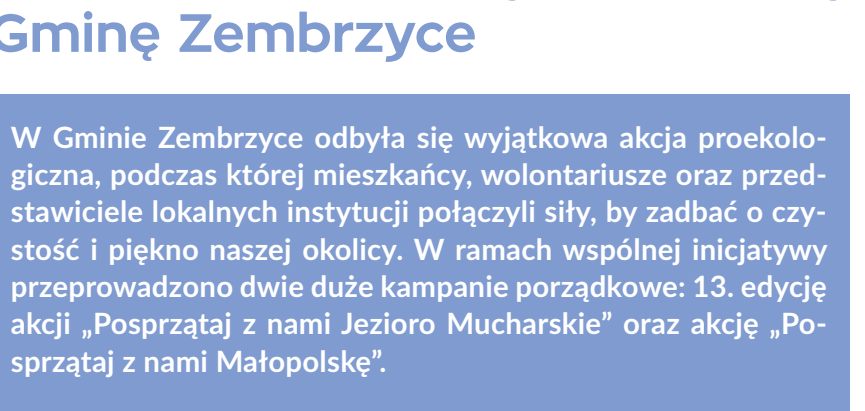 Gminę Zembrzyce
W Gminie Zembrzyce odbyła się wyjątkowa akcja proekolo-
giczna, podczas której mieszkańcy, wolontariusze oraz przed-
stawiciele lokalnych instytucji połączyli siły, by zadbać o czy-
stość i piękno naszej okolicy. W ramach wspólnej inicjatywy
przeprowadzono dwie duże kampanie porządkowe: 13. edycję
akcji „Posprzątaj z nami Jezioro Mucharskie” oraz akcję „Po-
sprzątaj z nami Małopolskę”.